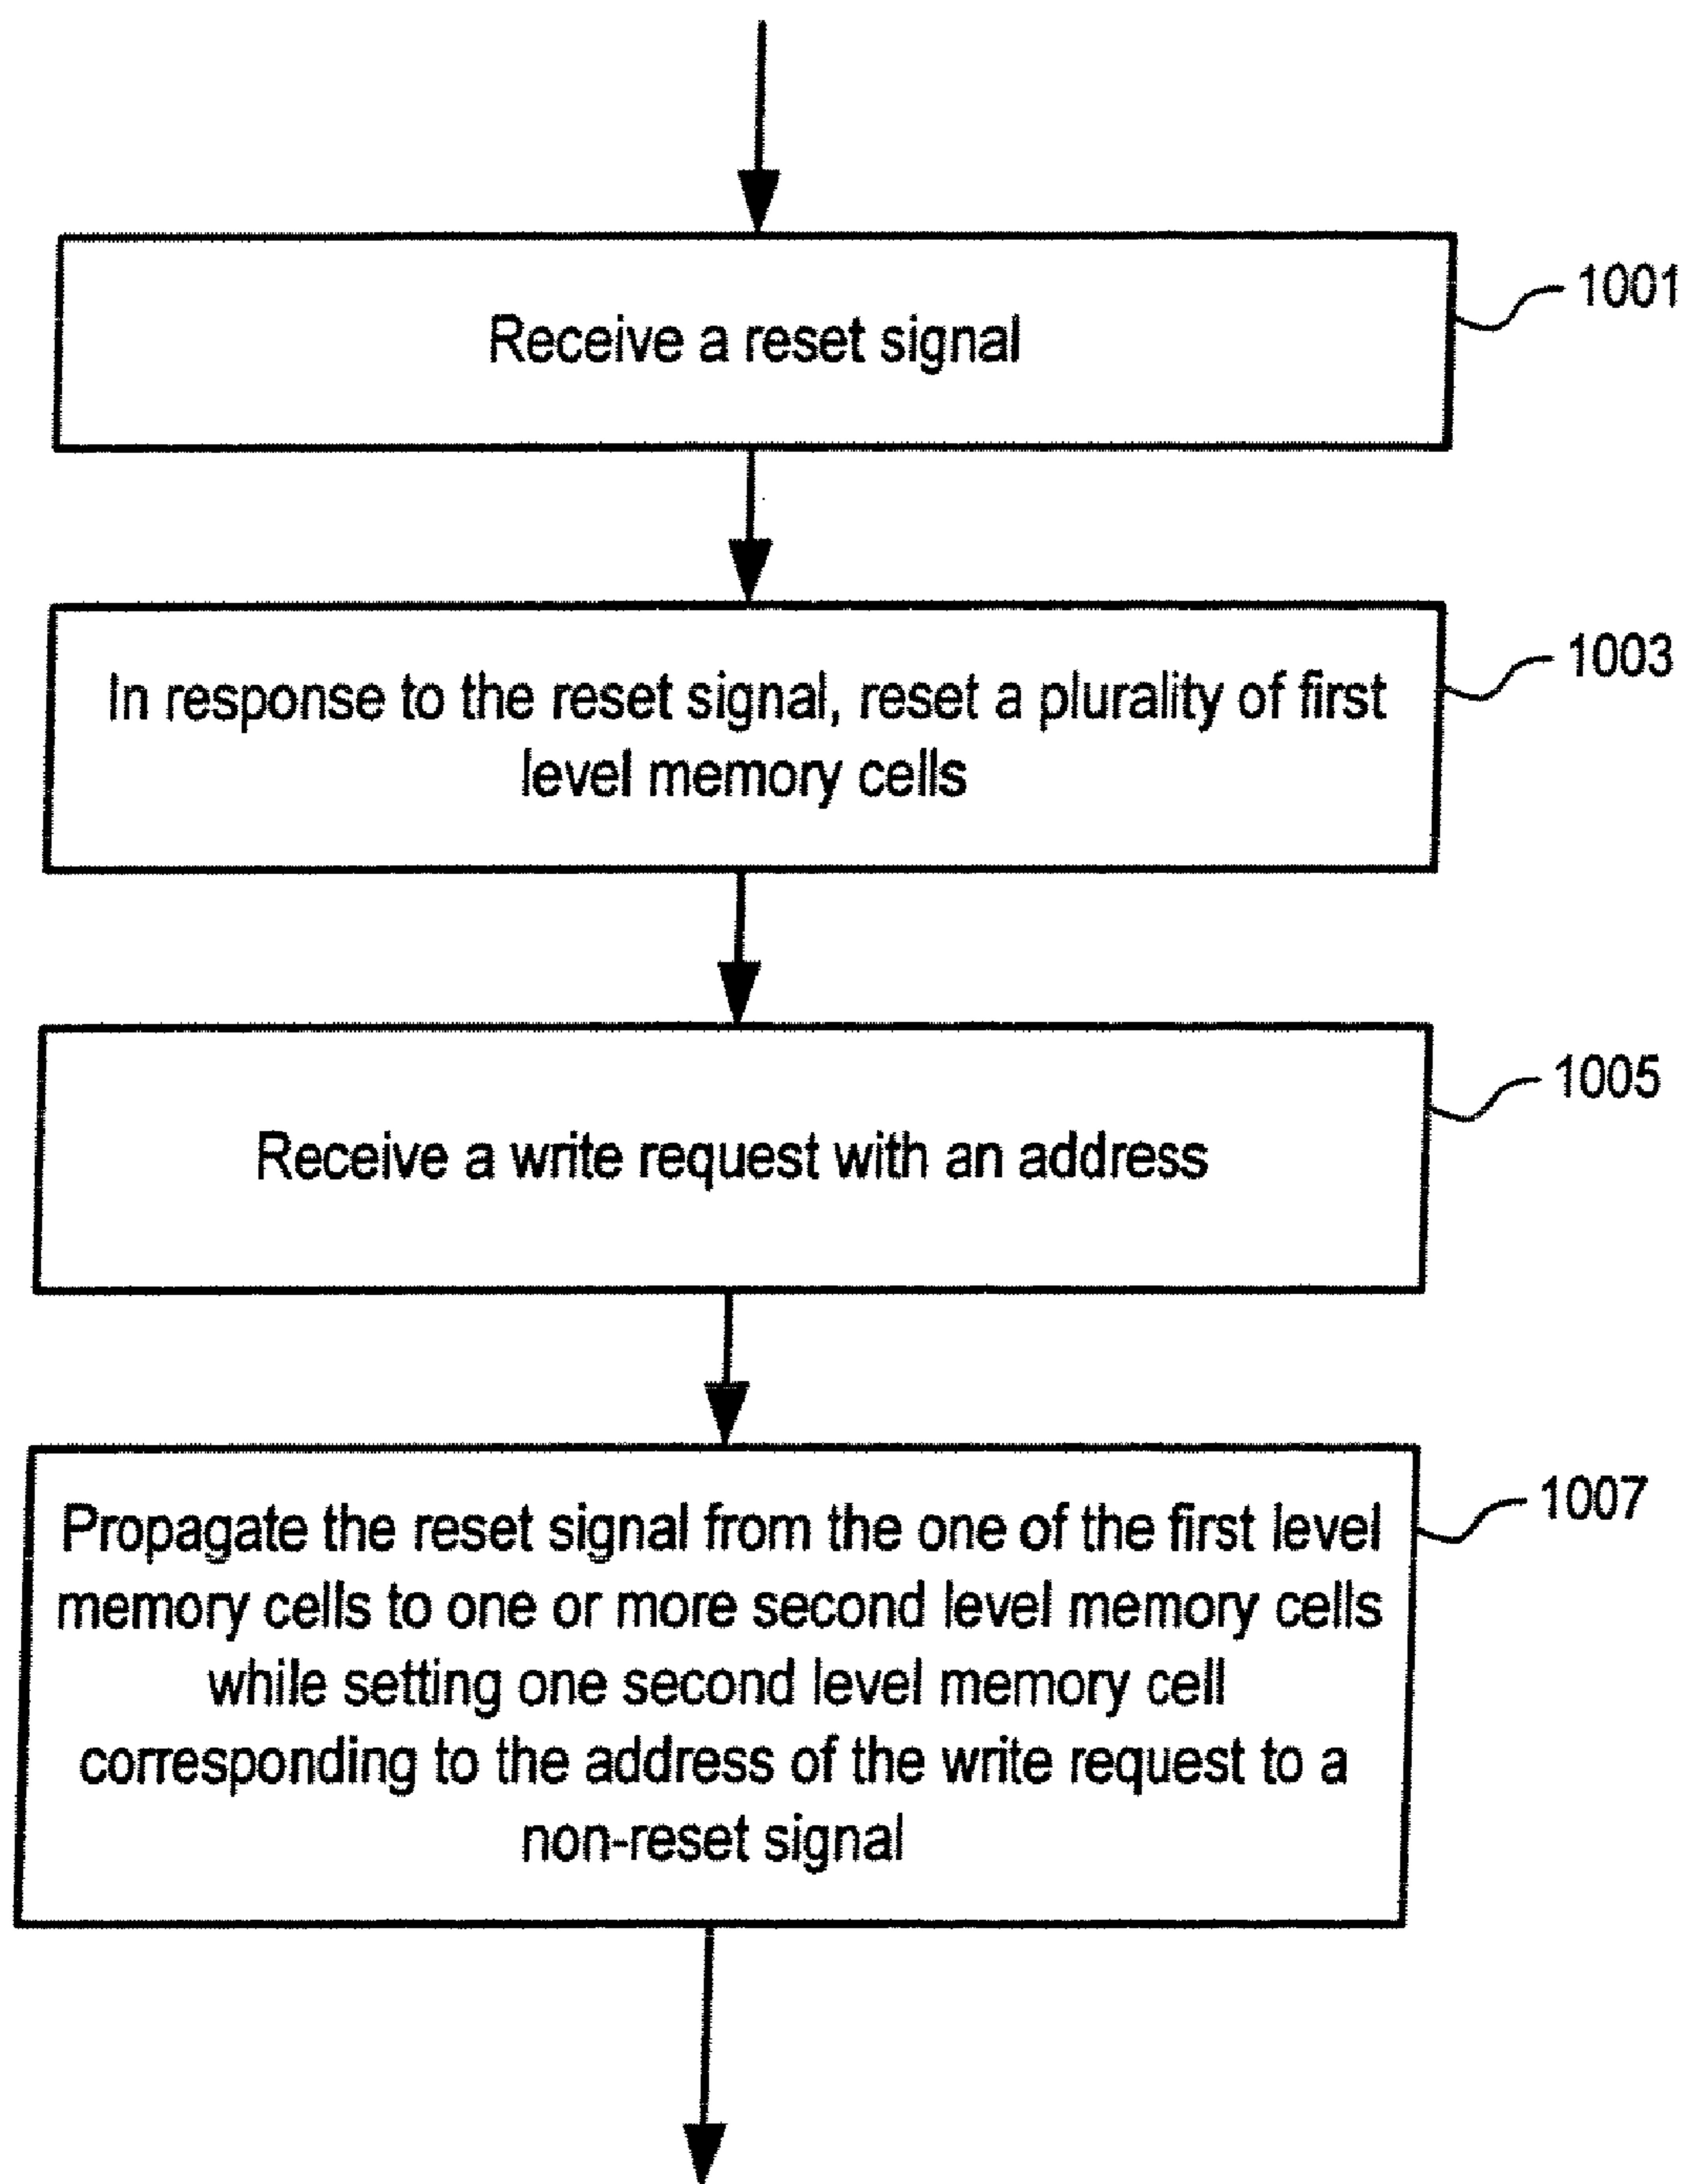 Receive a reset signal
1001
In response to the reset signal, reset a plurality of first
level memory cells
1003
Receive a write request with an address
1005
Propagate the reset signal from the one of the first level
memory cells to one or more second level memory cells
while setting one second level memory cell
corresponding to the address of the write request to a
non-reset signal
1007